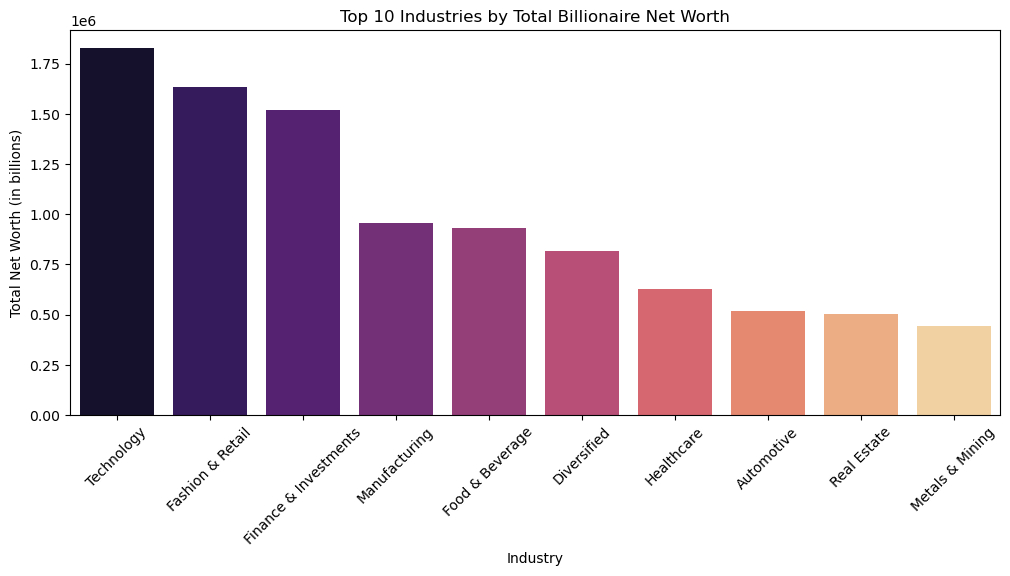 Top 10 Industries by Total Billionaire Net Worth
1e6
1.75
1.50
1.25
1.00
0.75
0.50
0.25
0.00
Total Net Worth (in billions)
Technology
Fashion & Retail
Finance & Investments
Manufacturing
Food & Beverage
Diversified
Healthcare
Automotive
Real Estate
Metals & Mining
Industry